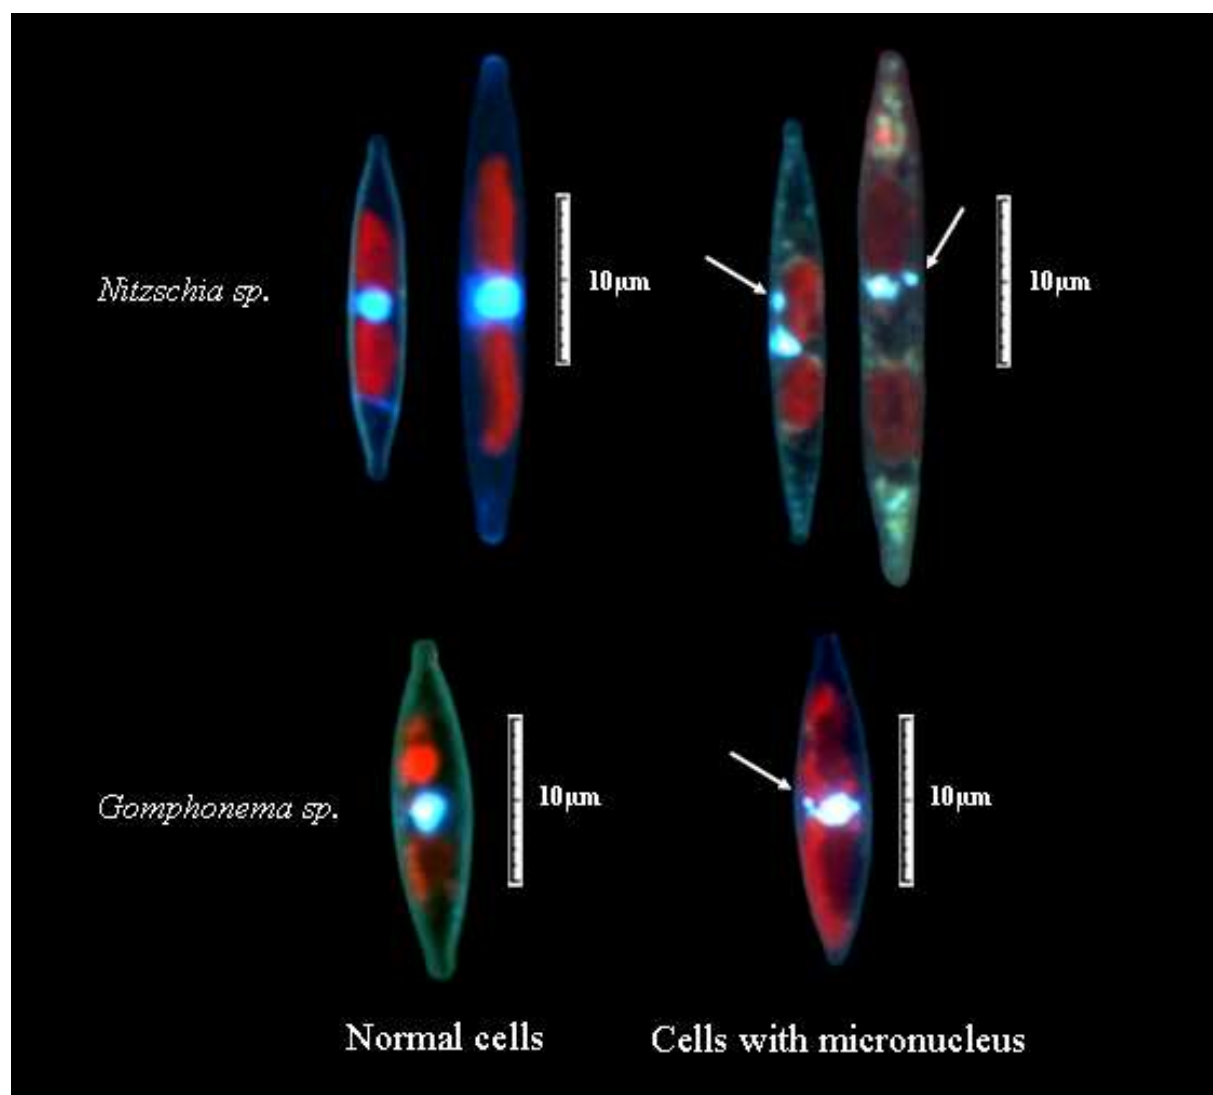 Nitzschia sp.
10µm
10µm
Gomphonema sp.
10µm
10µm
Normal cells
Cells with micronucleus